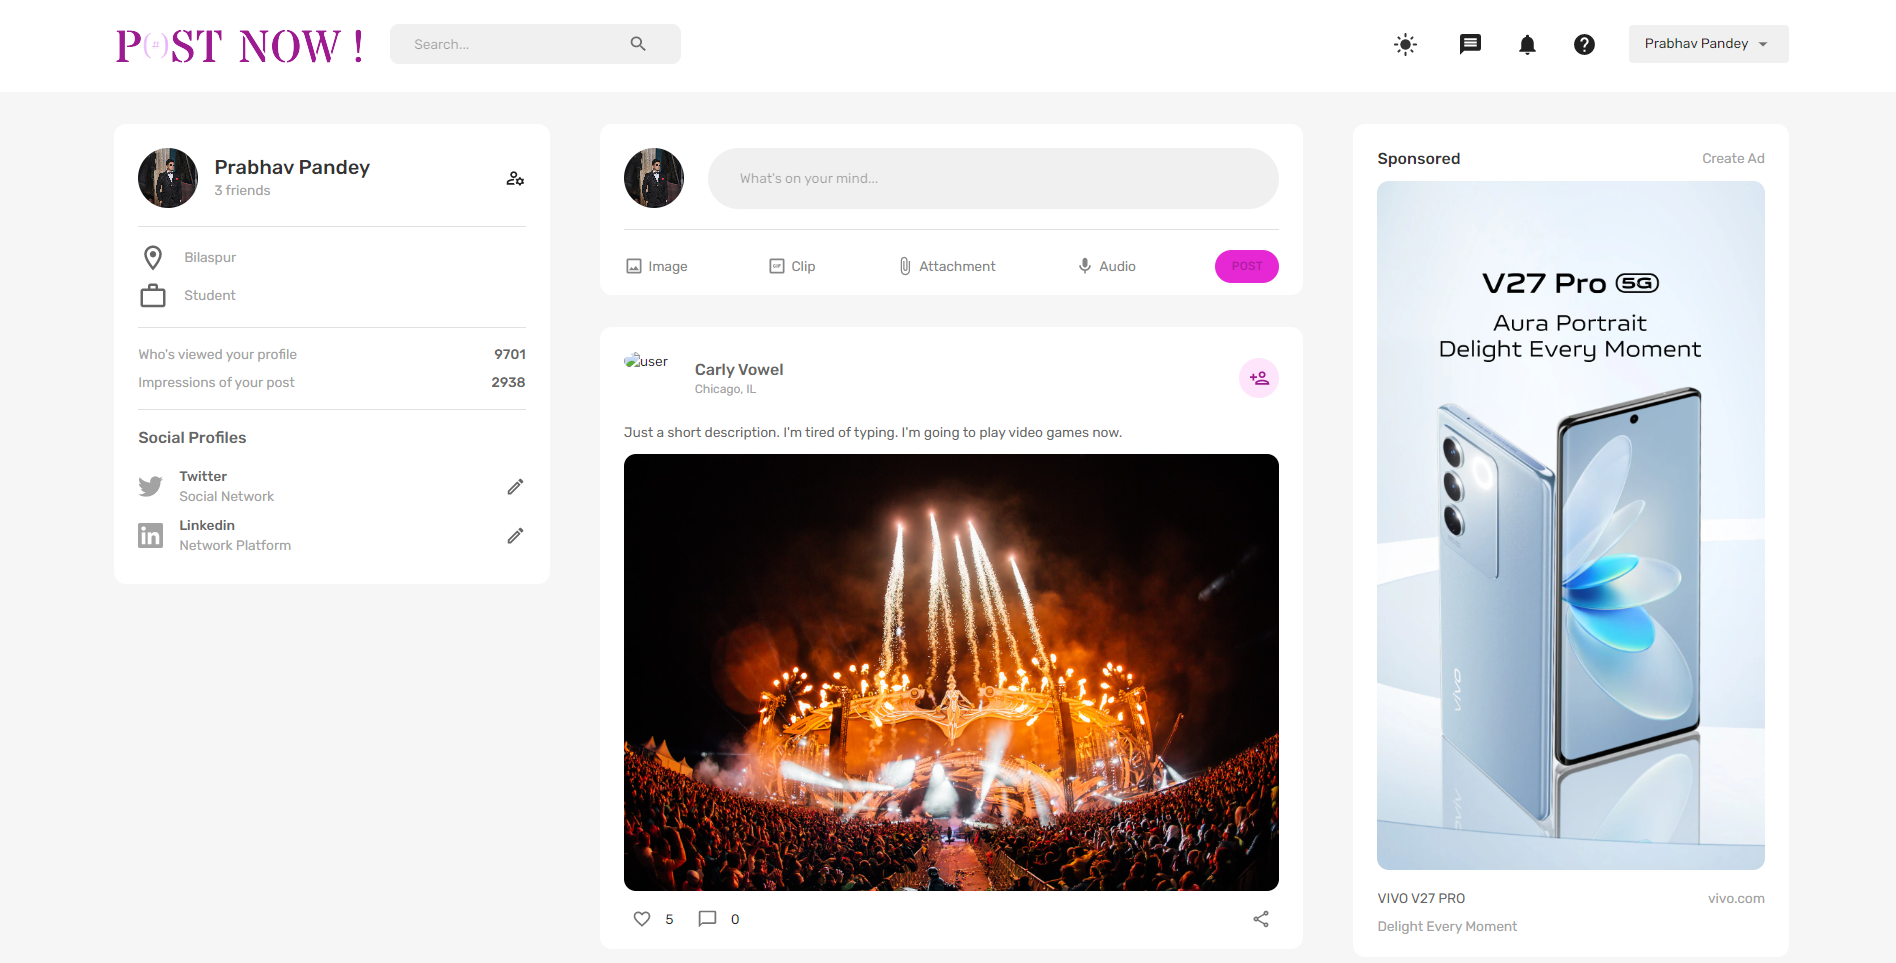 P(#)ST NOW !
Search...
Prabhav Pandey
Prabhav Pandey
3 friends
Bilaspur
Student
Who's viewed your profile 9701
Impressions of your post 2938
Social Profiles
Twitter
Social Network
Linkedin
Network Platform
What's on your mind...
Image
GIF
Clip
Attachment
Audio
POST
user
Carly Vowel
Chicago, IL
Just a short description. I'm tired of typing. I'm going to play video games now.
5
0
Sponsored Create Ad
V27 Pro 5G
Aura Portrait
Delight Every Moment
vivo
VIVO V27 PRO vivo.com
Delight Every Moment